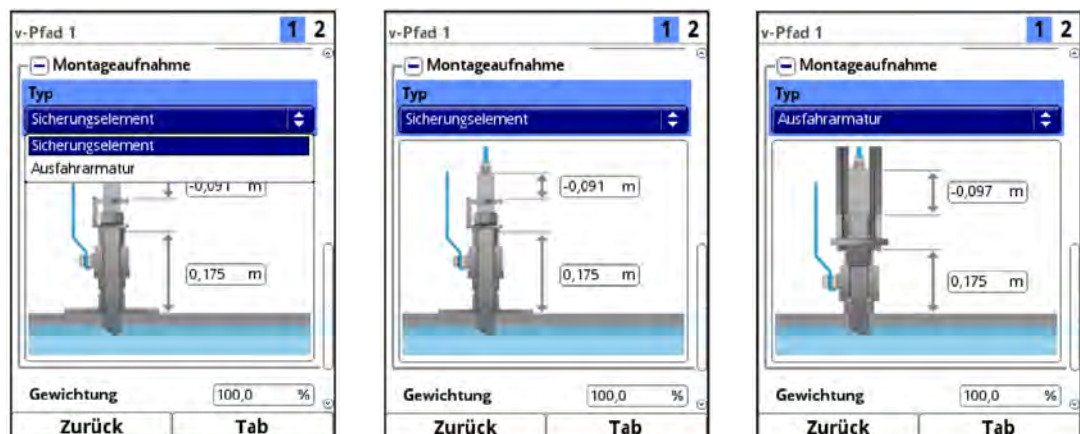 v-Pfad 1 1 2
Montageaufnahme
Typ
Sicherungselement
Sicherungselement
Ausfahrarmatur
-0,091 m
0,175 m
Gewichtung 100,0 %
Zurück Tab
v-Pfad 1 1 2
Montageaufnahme
Typ
Sicherungselement
-0,091 m
0,175 m
Gewichtung 100,0 %
Zurück Tab
v-Pfad 1 1 2
Montageaufnahme
Typ
Ausfahrarmatur
-0,097 m
0,175 m
Gewichtung 100,0 %
Zurück Tab